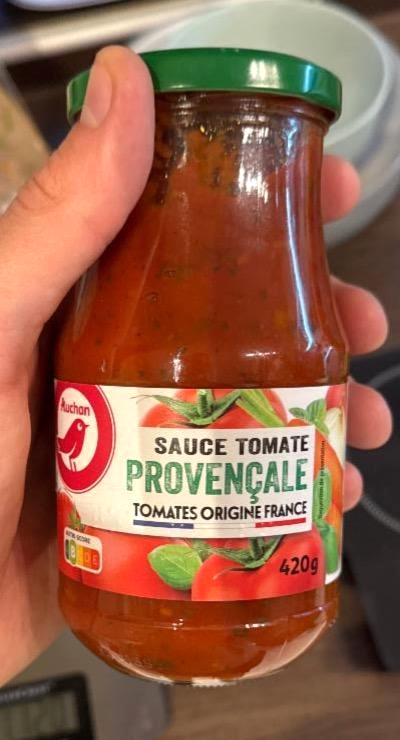 Auchan
SAUCE TOMATE
PROVENÇALE
TOMATES ORIGINE FRANCE
NUTRI-SCORE
B D E
420g